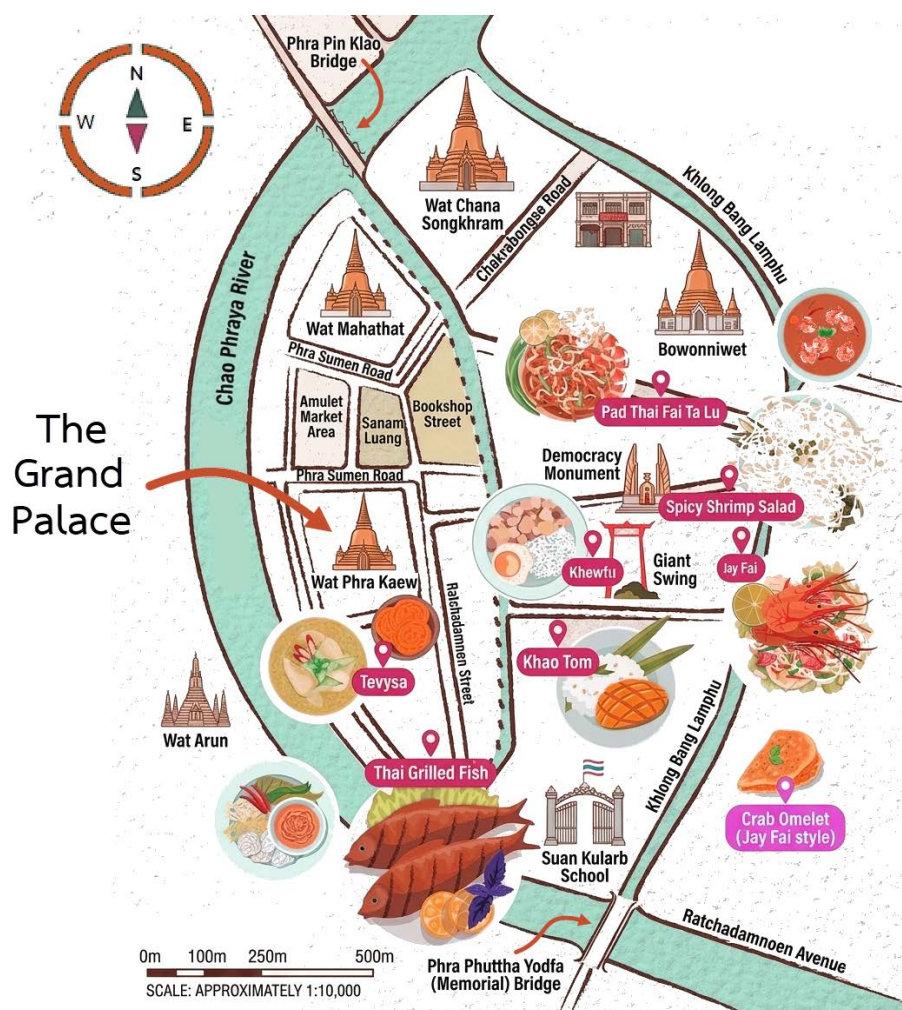 Phra Pin Klao
Bridge
N
W
E
S
Wat Chana
Songkhram
Chakrabongse Road
Khlong Bang Lamphu
Chao Phraya River
Wat Mahathat
Bowonniwet
Phra Sumen Road
Amulet
Market
Area
Sanam
Luang
Bookshop
Street
Pad Thai Fai Ta Lu
The
Grand
Palace
Phra Sumen Road
Democracy
Monument
Spicy Shrimp Salad
Wat Phra Kaew
Khewfu
Giant
Swing
Jay Fai
Ratchadamnen Street
Khao Tom
Tevysa
Wat Arun
Khlong Bang Lamphu
Thai Grilled Fish
Crab Omelet
(Jay Fai style)
Suan Kularb
School
Ratchadamnoen Avenue
0m 100m 250m 500m
SCALE: APPROXIMATELY 1:10,000
Phra Phuttha Yodfa
(Memorial) Bridge